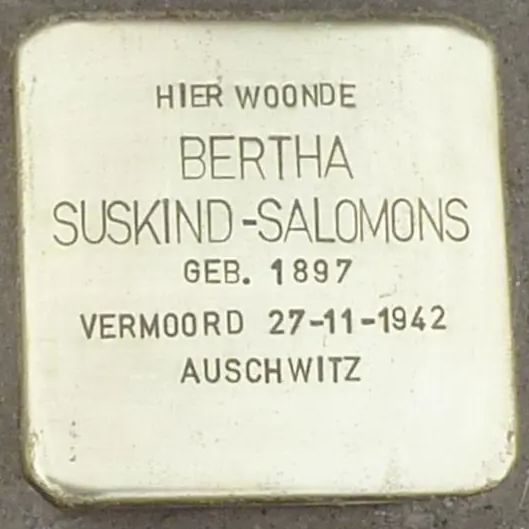 HIER WOONDE
BERTHA
SUSKIND-SALOMONS
GEB. 1897
VERMOORD 27-11-1942
AUSCHWITZ